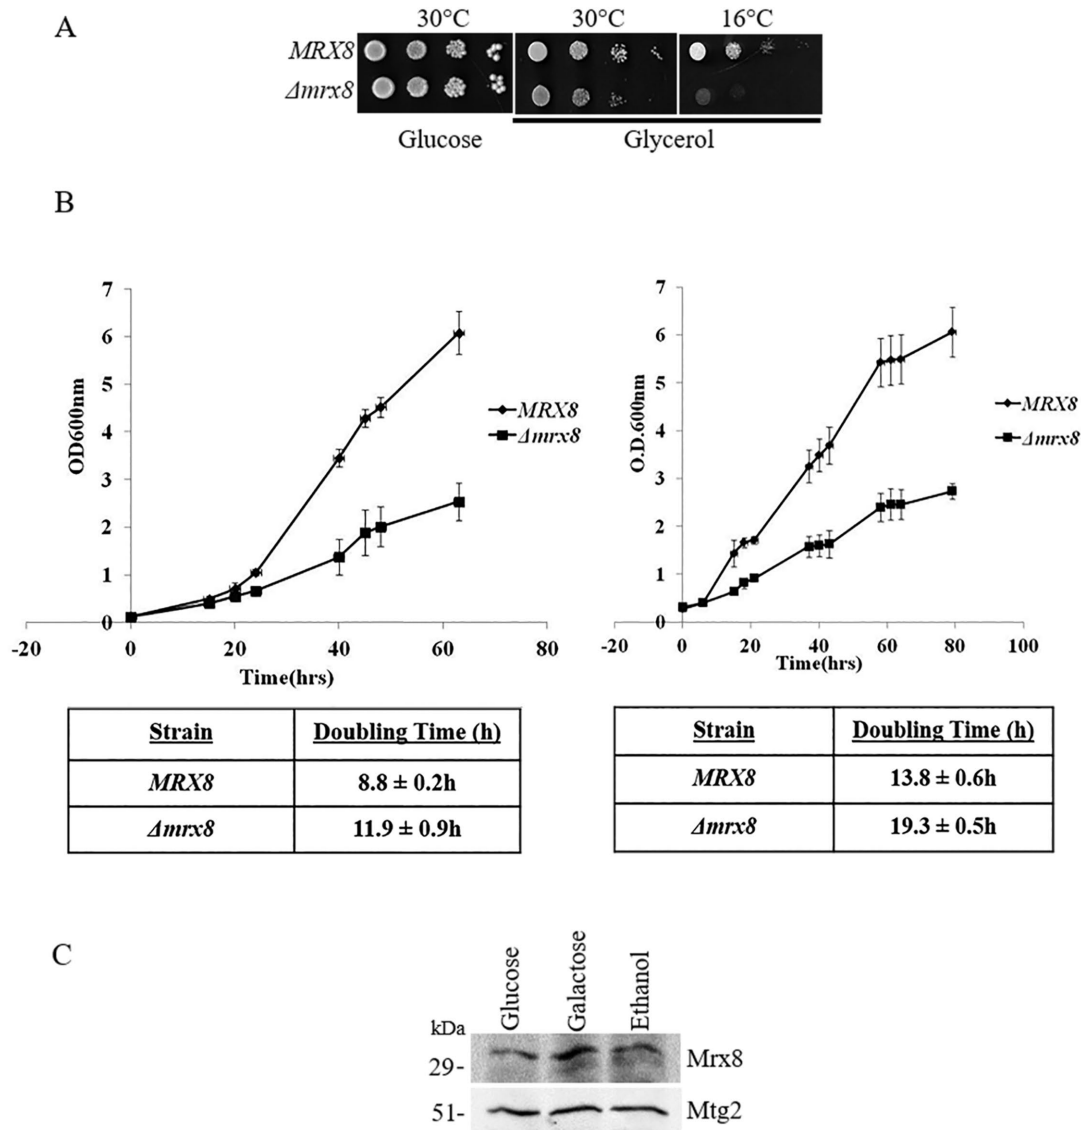 A
30°C 30°C 16°C
MRX8
Δmrx8
Glucose Glycerol
B
7
6
5
4
3
2
1
0
OD600nm
-20 0 20 40 60 80
Time(hrs)
MRX8
Δmrx8
7
6
5
4
3
2
1
0
O.D.600nm
-20 0 20 40 60 80 100
Time(hrs)
MRX8
Δmrx8
Strain Doubling Time (h)
MRX8 8.8 ± 0.2h
Δmrx8 11.9 ± 0.9h
Strain Doubling Time (h)
MRX8 13.8 ± 0.6h
Δmrx8 19.3 ± 0.5h
C
Glucose Galactose Ethanol
kDa
29- Mrx8
51- Mtg2